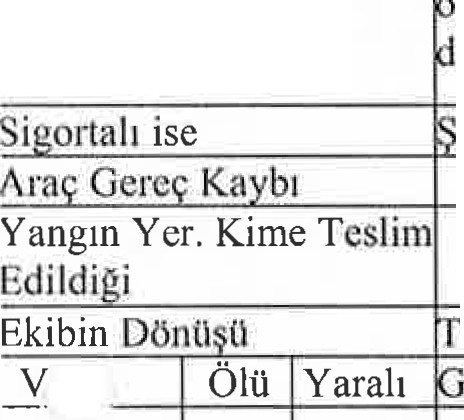 o
d
Sigortalı ise Ş
Araç Gereç Kaybı
Yangın Yer. Kime Teslim
Edildiği
Ekibin Dönüşü T
V Ölü Yaralı G